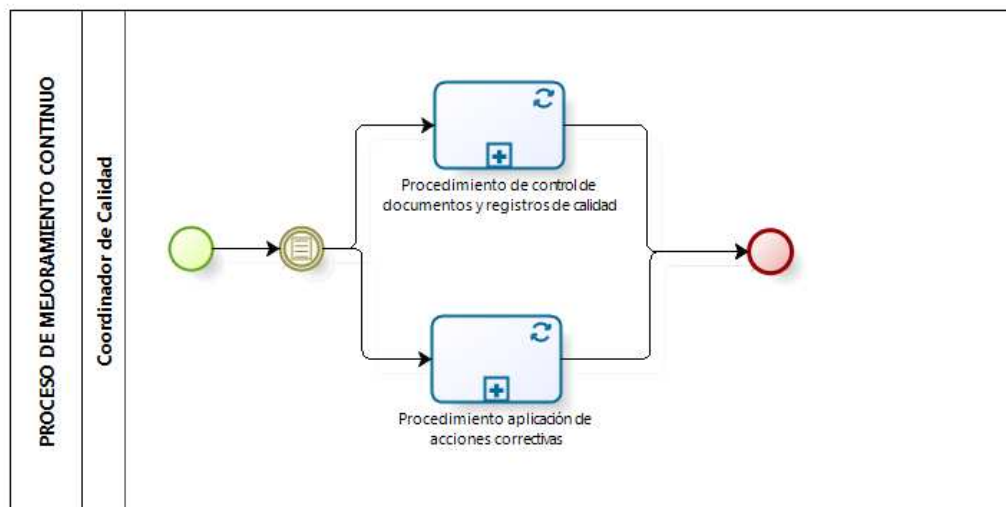 PROCESO DE MEJORAMIENTO CONTINUO
Coordinador de Calidad
Procedimiento de control de
documentos y registros de calidad
Procedimiento aplicación de
acciones correctivas